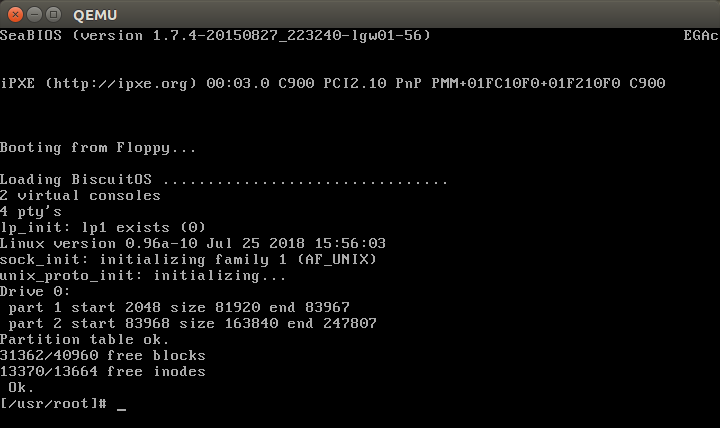 QEMU
SeaBIOS (version 1.7.4-20150827_223240-lgw01-56) EGAc
iPXE (http://ipxe.org) 00:03.0 C900 PCI2.10 PnP PMM+01FC10F0+01F210F0 C900
Booting from Floppy...
Loading BiscuitOS ................................
2 virtual consoles
4 pty's
lp_init: lp1 exists (0)
Linux version 0.96a-10 Jul 25 2018 15:56:03
sock_init: initializing family 1 (AF_UNIX)
unix_proto_init: initializing...
Drive 0:
 part 1 start 2048 size 81920 end 83967
 part 2 start 83968 size 163840 end 247807
Partition table ok.
31362/40960 free blocks
13370/13664 free inodes
 Ok.
[/usr/root]# _